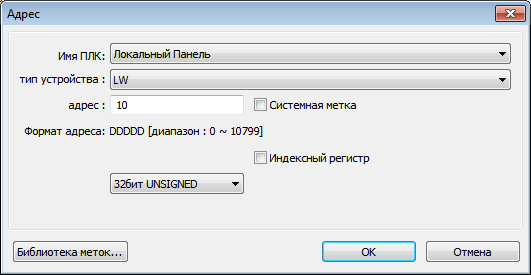 Адрес
Имя ПЛК: Локальный Панель
тип устройства : LW
адрес : 10 Системная метка
Формат адреса: DDDDD [диапазон : 0 ~ 10799]
Индексный регистр
32бит UNSIGNED
Библиотека меток... OK Отмена